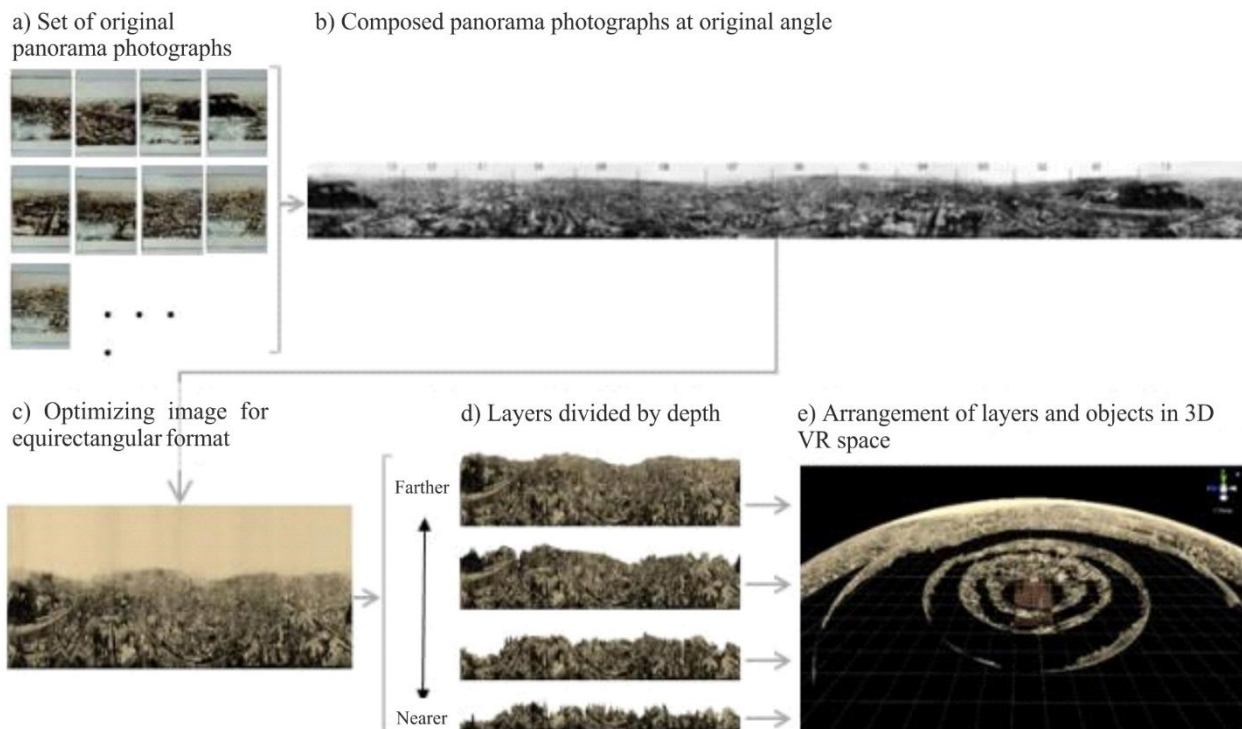 a) Set of original
panorama photographs
b) Composed panorama photographs at original angle
c) Optimizing image for
equirectangular format
d) Layers divided by depth
Farther
Nearer
e) Arrangement of layers and objects in 3D
VR space